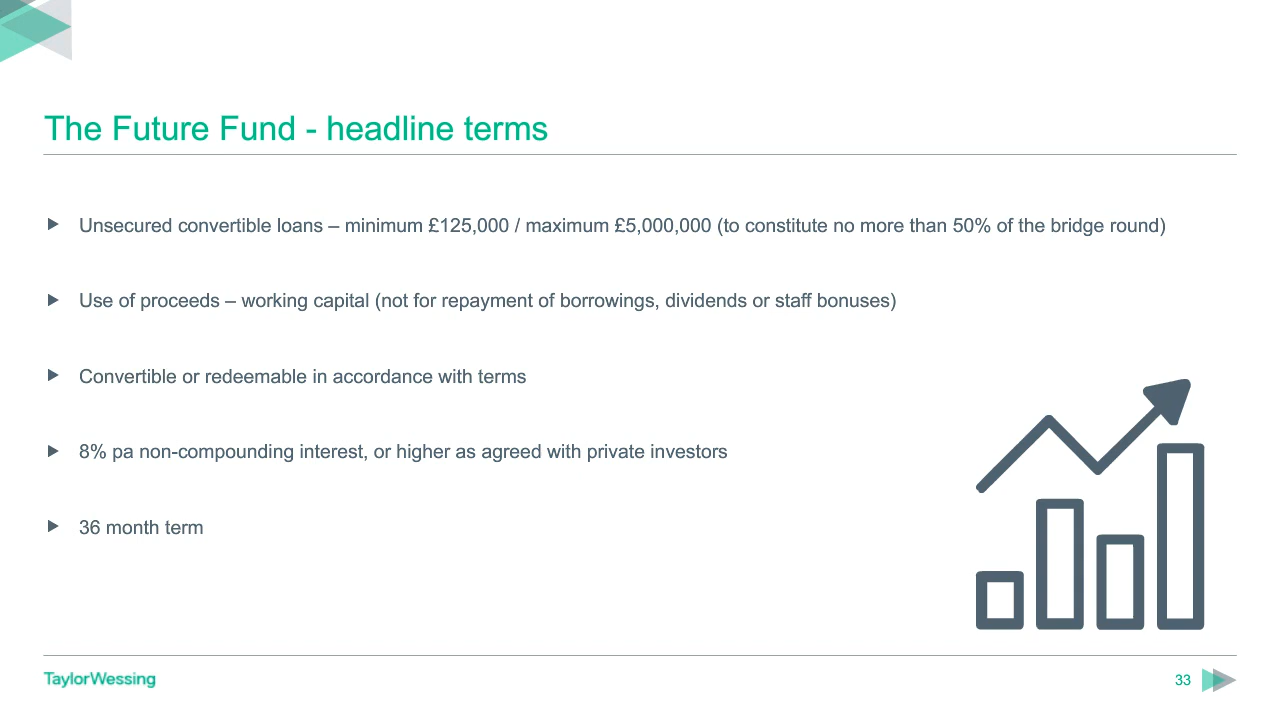 The Future Fund - headline terms
Unsecured convertible loans – minimum £125,000 / maximum £5,000,000 (to constitute no more than 50% of the bridge round)
Use of proceeds – working capital (not for repayment of borrowings, dividends or staff bonuses)
Convertible or redeemable in accordance with terms
8% pa non-compounding interest, or higher as agreed with private investors
36 month term
TaylorWessing
33